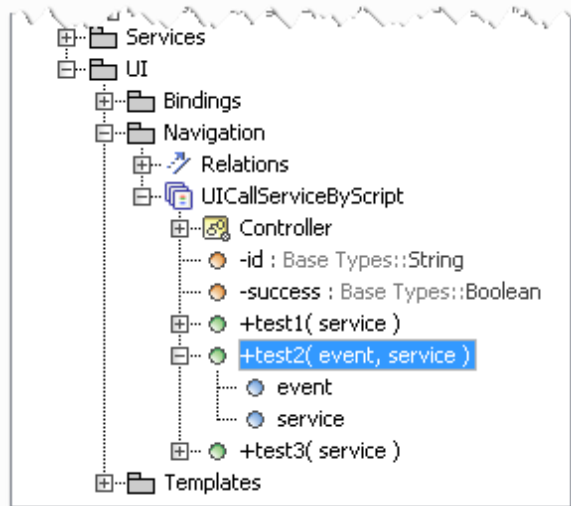 Services
UI
Bindings
Navigation
Relations
UICallServiceByScript
Controller
-id : Base Types::String
-success : Base Types::Boolean
+test1( service )
+test2( event, service )
event
service
+test3( service )
Templates